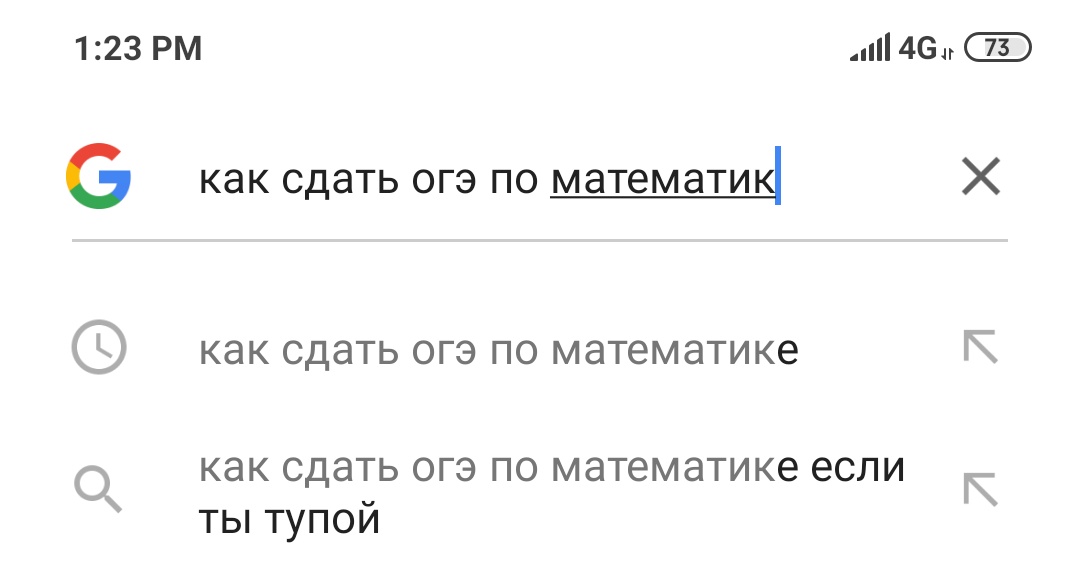 1:23 PM 4G 73
как сдать огэ по математик
как сдать огэ по математике
как сдать огэ по математике если
ты тупой